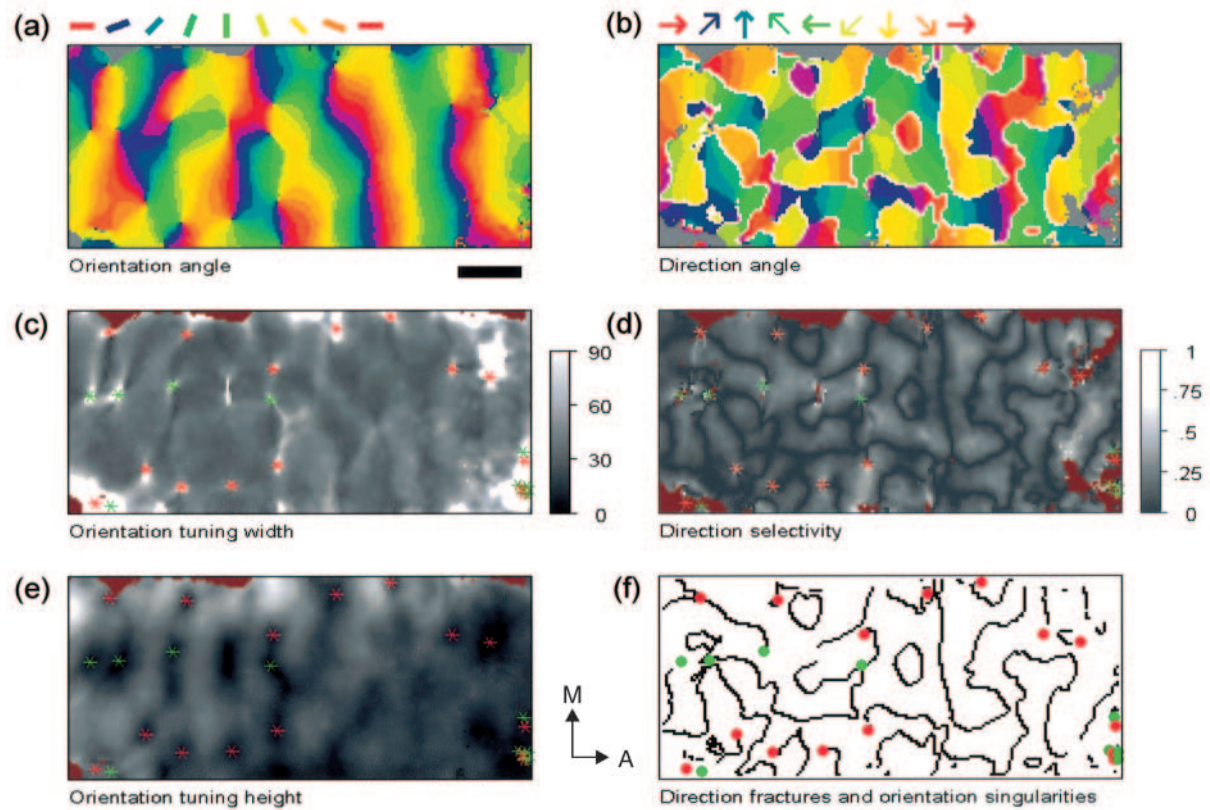 (a)
(b)
Orientation angle
Direction angle
(c)
(d)
90
60
30
0
1
.75
.5
.25
0
Orientation tuning width
Direction selectivity
(e)
(f)
M
A
Orientation tuning height
Direction fractures and orientation singularities